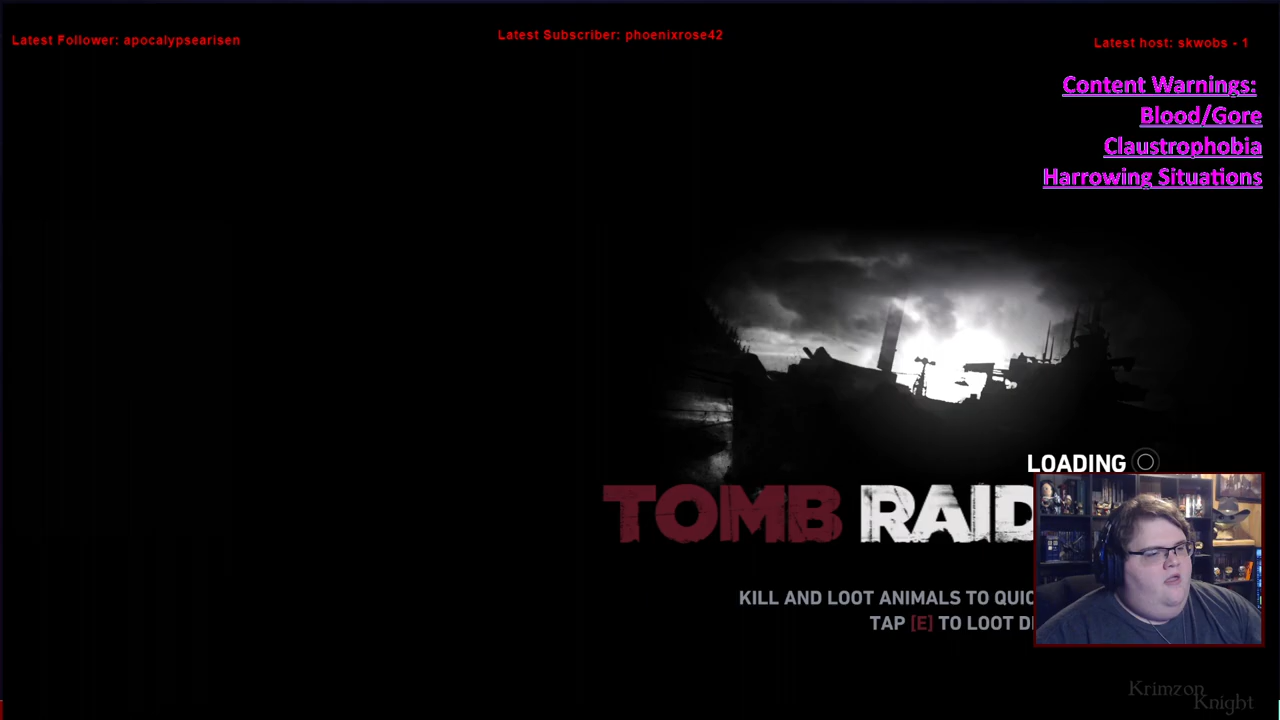 Latest Follower: apocalypsearisen
Latest Subscriber: phoenixrose42
Latest host: skwobs - 1
Content Warnings:
Blood/Gore
Claustrophobia
Harrowing Situations
LOADING
TOMB RAID
KILL AND LOOT ANIMALS TO QUIC
TAP [E] TO LOOT D
Krimzon
Knight